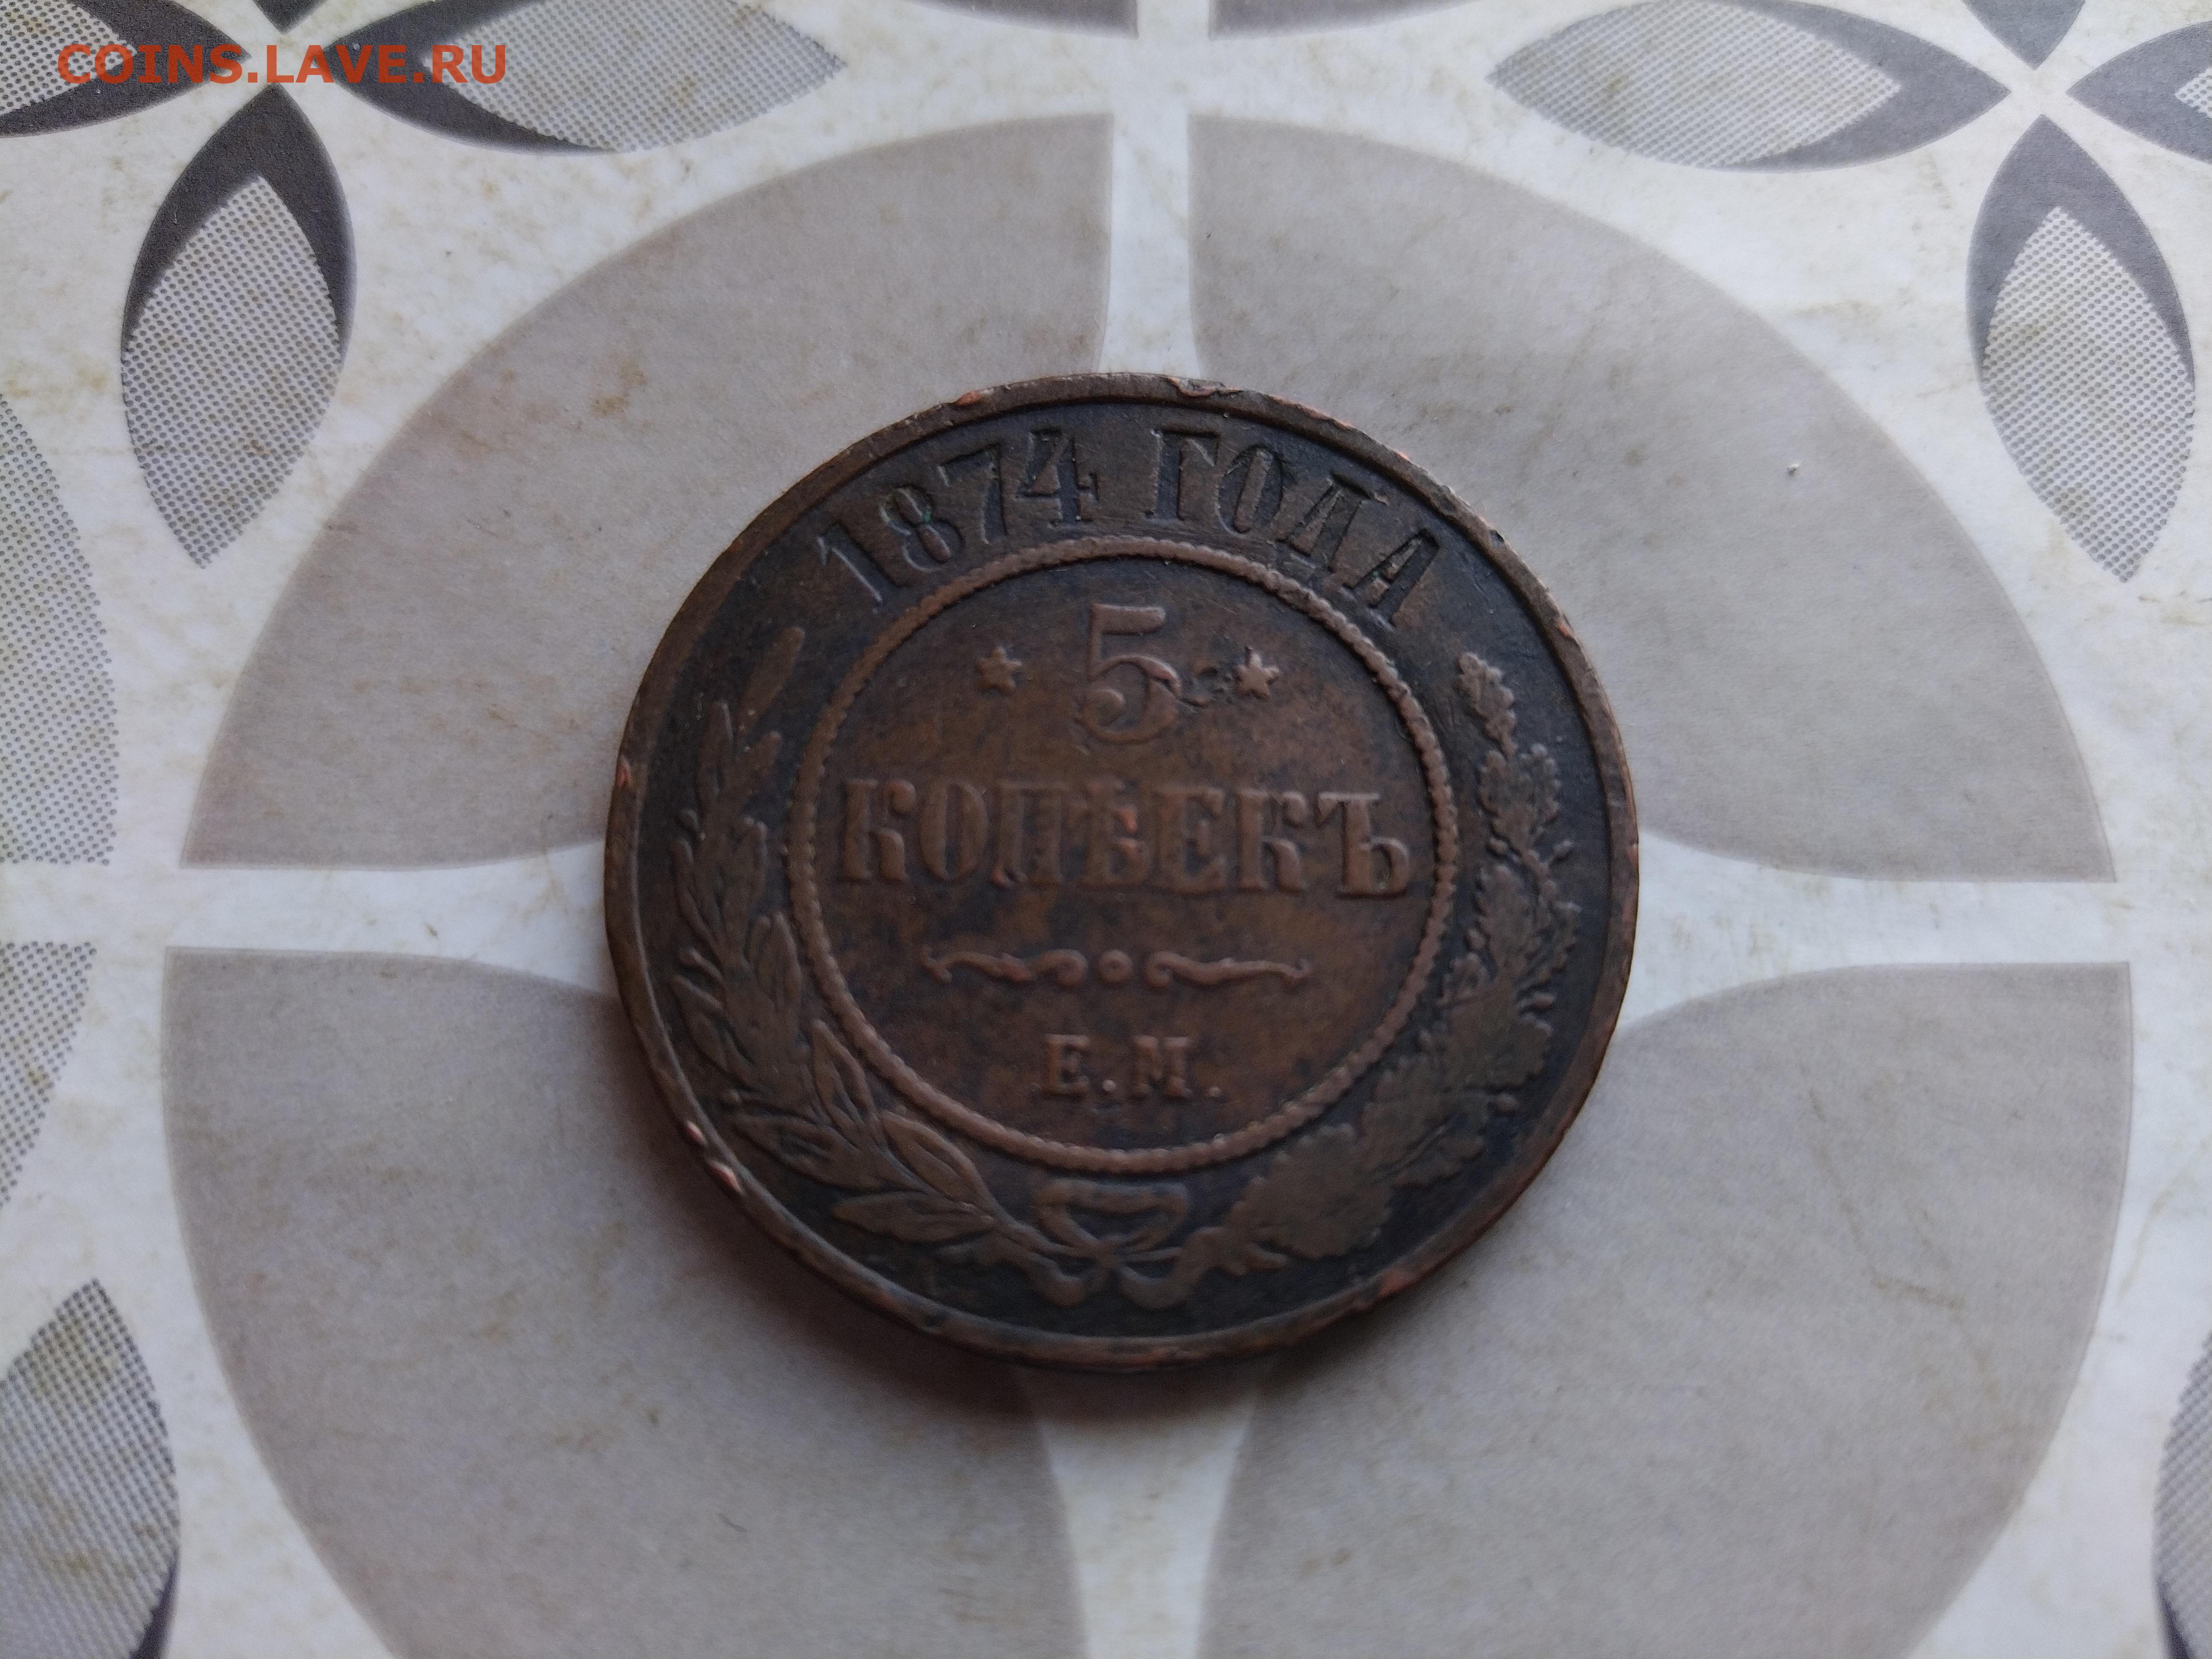 COINS.LAVE.RU
1874 ГОДА
5
КОПѢЕКЪ
Е.М.